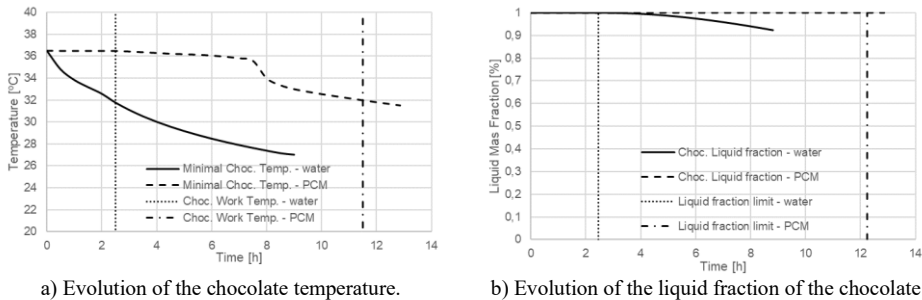 40
38
36
34
32
30
28
26
24
22
20
Temperature [°C]
Minimal Choc. Temp. - water
Minimal Choc. Temp. - PCM
Choc. Work Temp. - water
Choc. Work Temp. - PCM
0 2 4 6 8 10 12 14
Time [h]
a) Evolution of the chocolate temperature.
1
0,9
0,8
0,7
0,6
0,5
0,4
0,3
0,2
0,1
0
Liquid Mas Fraction [%]
Choc. Liquid fraction - water
Choc. Liquid fraction - PCM
Liquid fraction limit - water
Liquid fraction limit - PCM
0 2 4 6 8 10 12 14
Time [h]
b) Evolution of the liquid fraction of the chocolate